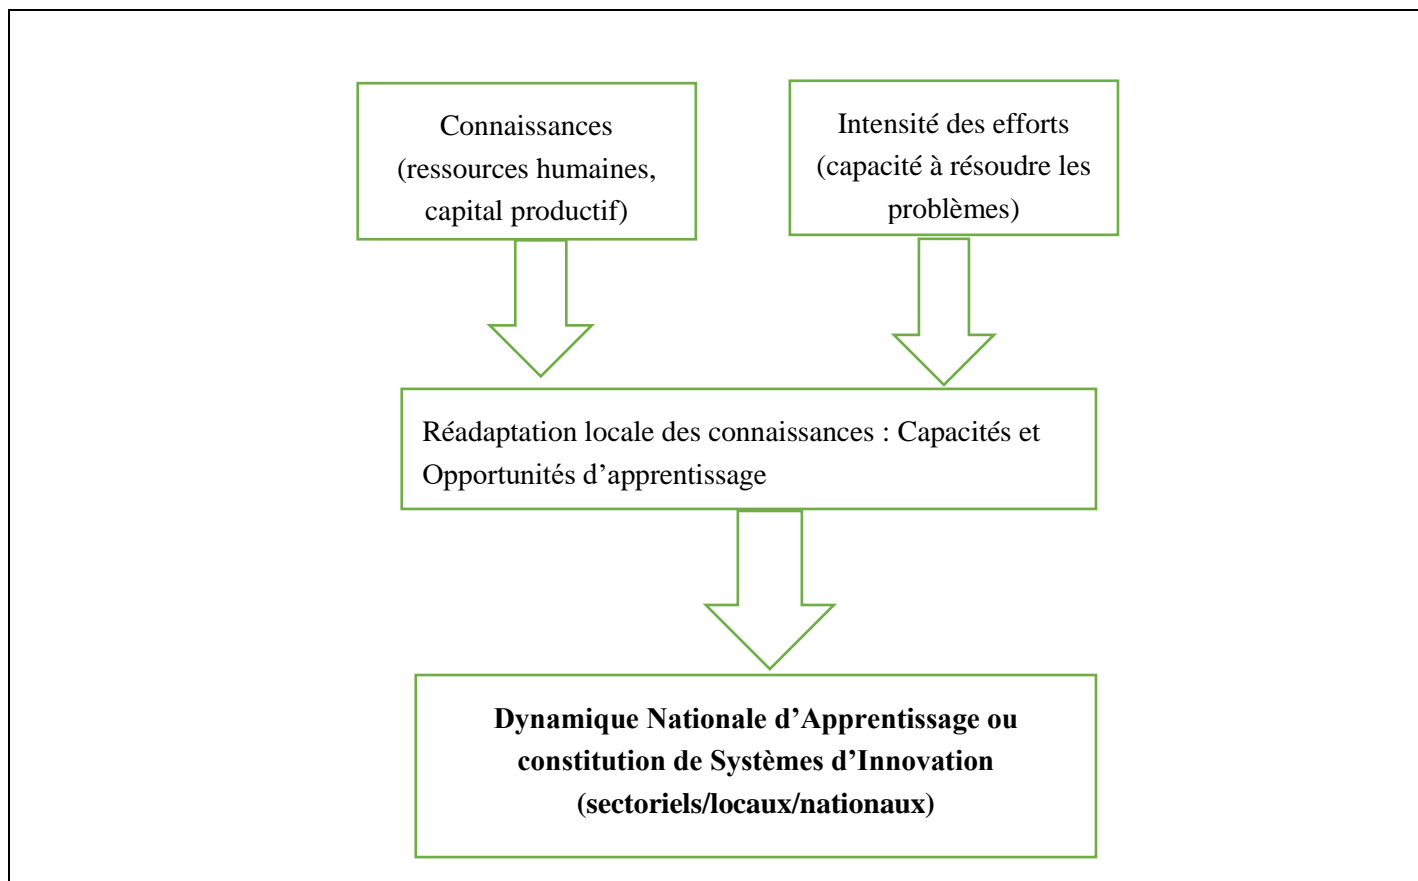 Connaissances
(ressources humaines,
capital productif)
Intensité des efforts
(capacité à résoudre les
problèmes)
Réadaptation locale des connaissances : Capacités et
Opportunités d’apprentissage
Dynamique Nationale d’Apprentissage ou
constitution de Systèmes d’Innovation
(sectoriels/locaux/nationaux)